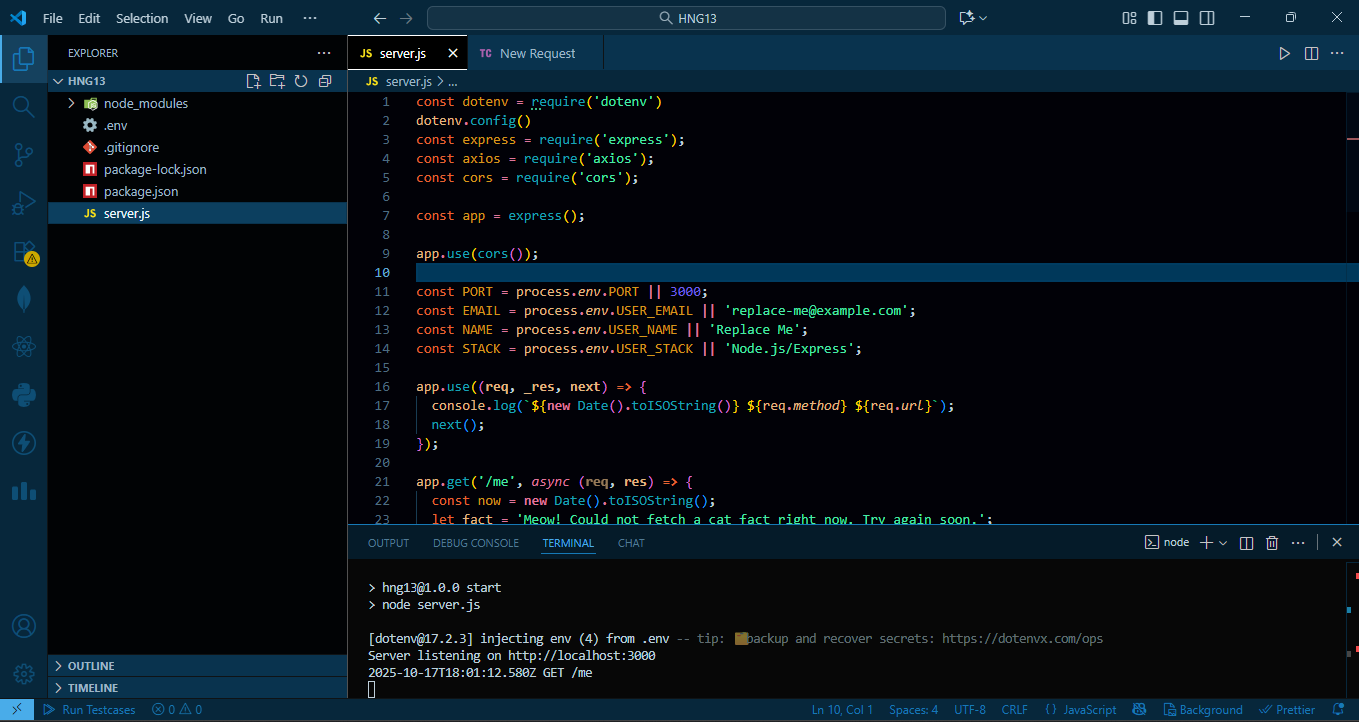 File Edit Selection View Go Run ··· HNG13
EXPLORER ···
HNG13
node_modules
.env
.gitignore
package-lock.json
package.json
JS server.js
OUTLINE
TIMELINE
JS server.js TC New Request
JS server.js > ...
1 const dotenv = require('dotenv')
2 dotenv.config()
3 const express = require('express');
4 const axios = require('axios');
5 const cors = require('cors');
6
7 const app = express();
8
9 app.use(cors());
10
11 const PORT = process.env.PORT || 3000;
12 const EMAIL = process.env.USER_EMAIL || 'replace-me@example.com';
13 const NAME = process.env.USER_NAME || 'Replace Me';
14 const STACK = process.env.USER_STACK || 'Node.js/Express';
15
16 app.use((req, _res, next) => {
17 console.log(`${new Date().toISOString()} ${req.method} ${req.url}`);
18 next();
19 });
20
21 app.get('/me', async (req, res) => {
22 const now = new Date().toISOString();
23 let fact = 'Meow! Could not fetch a cat fact right now. Try again soon.';
OUTPUT DEBUG CONSOLE TERMINAL CHAT node
> hng13@1.0.0 start
> node server.js
[dotenv@17.2.3] injecting env (4) from .env -- tip: backup and recover secrets: https://dotenvx.com/ops
Server listening on http://localhost:3000
2025-10-17T18:01:12.580Z GET /me
Run Testcases 0 0 Ln 10, Col 1 Spaces: 4 UTF-8 CRLF {} JavaScript Background Prettier